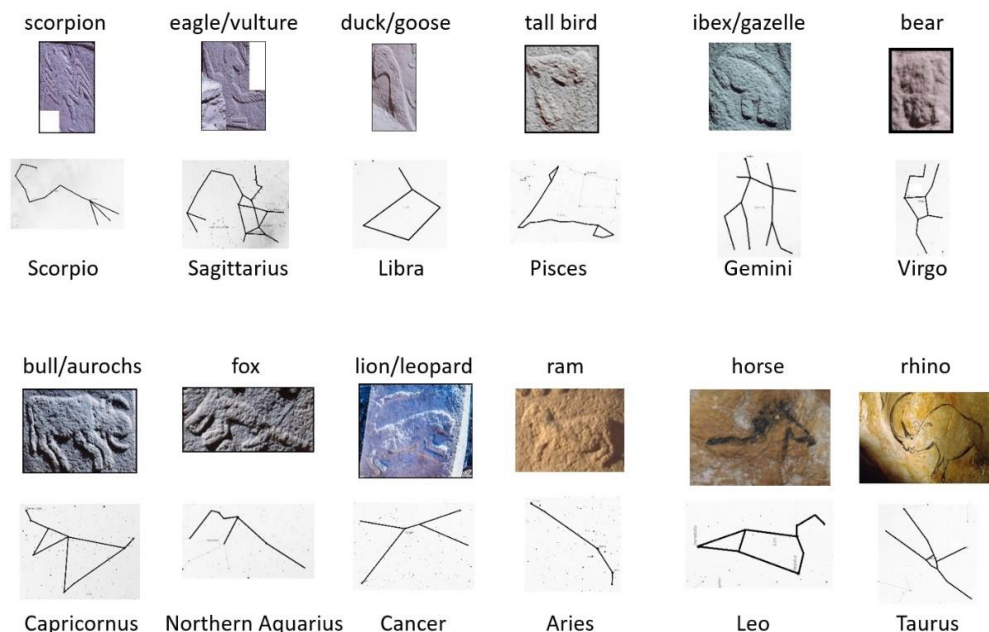 scorpion eagle/vulture duck/goose tall bird ibex/gazelle bear
Scorpio Sagittarius Libra Pisces Gemini Virgo
bull/aurochs fox lion/leopard ram horse rhino
Capricornus Northern Aquarius Cancer Aries Leo Taurus